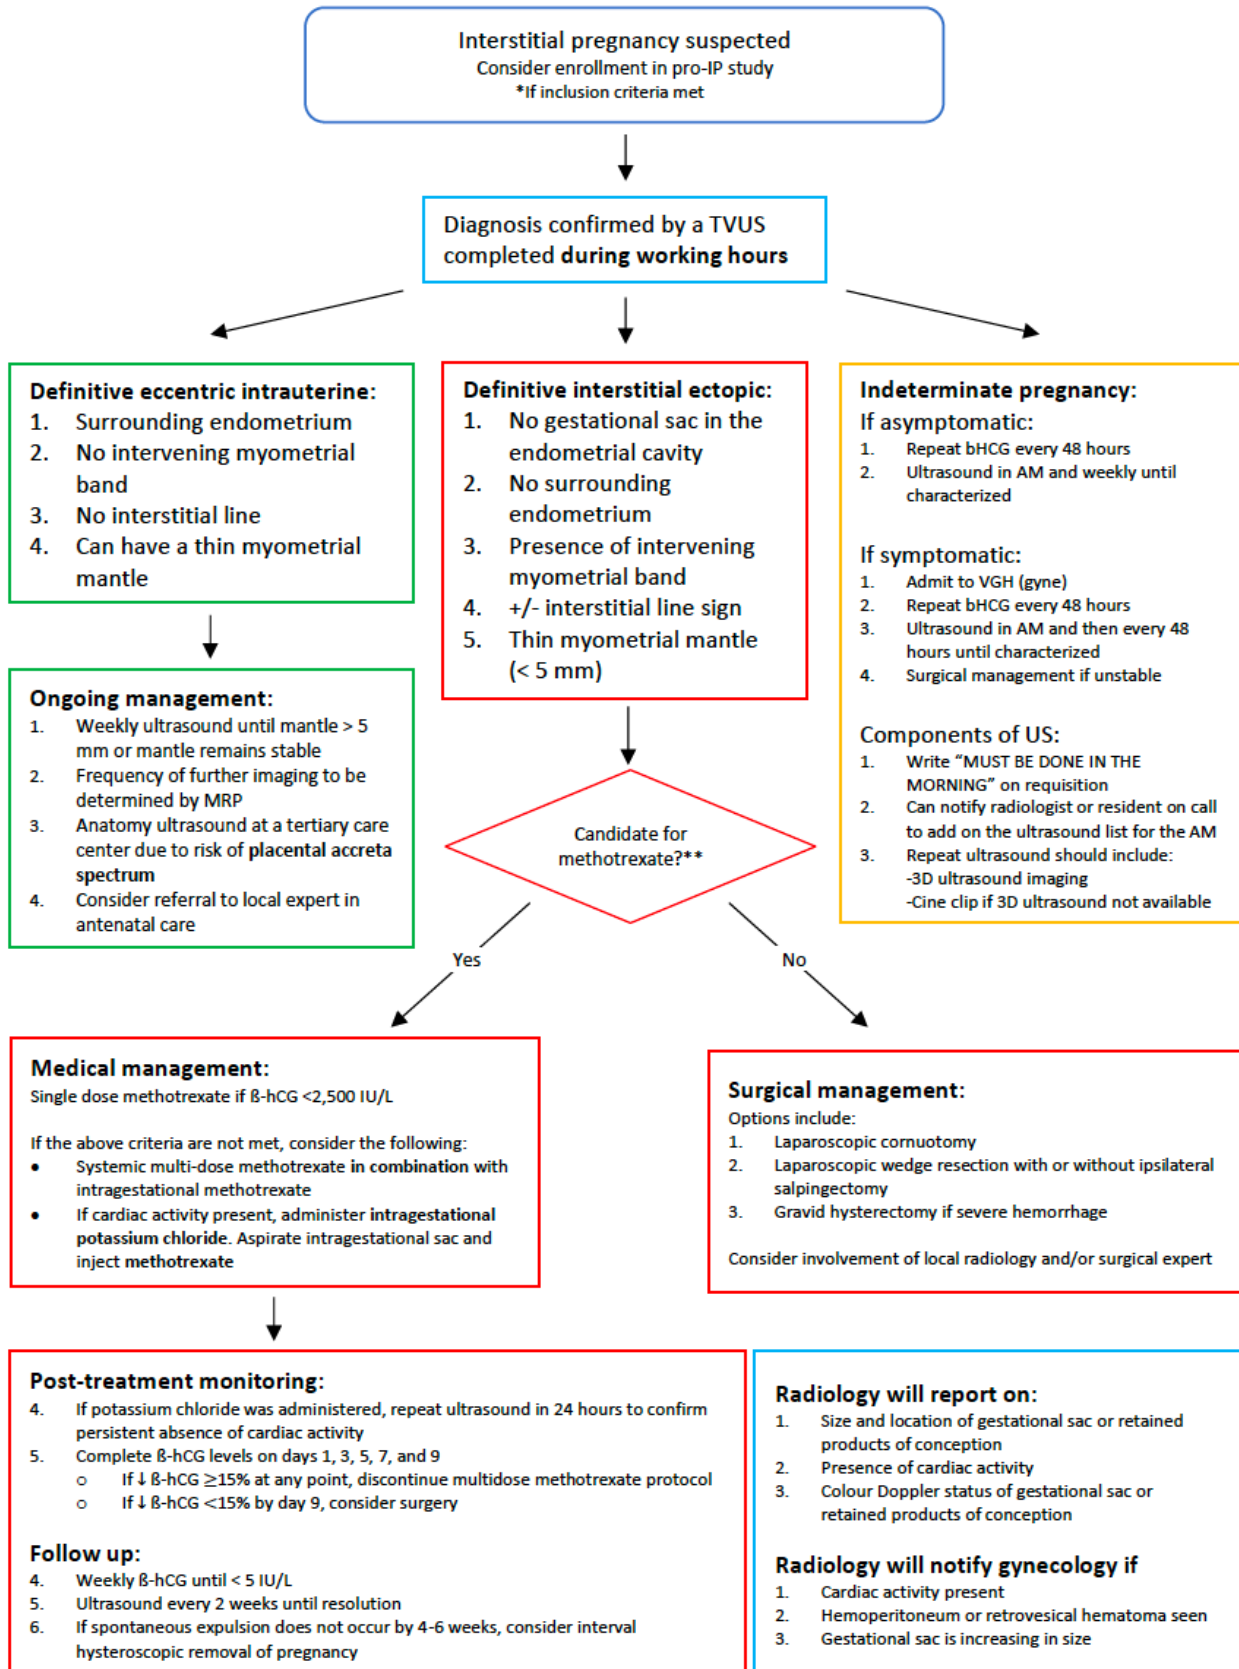 Interstitial pregnancy suspected
Consider enrollment in pro-IP study
*If inclusion criteria met
Diagnosis confirmed by a TVUS
completed during working hours
Definitive eccentric intrauterine:
1. Surrounding endometrium
2. No intervening myometrial
band
3. No interstitial line
4. Can have a thin myometrial
mantle
Ongoing management:
1. Weekly ultrasound until mantle > 5
mm or mantle remains stable
2. Frequency of further imaging to be
determined by MRP
3. Anatomy ultrasound at a tertiary care
center due to risk of placental accreta
spectrum
4. Consider referral to local expert in
antenatal care
Definitive interstitial ectopic:
1. No gestational sac in the
endometrial cavity
2. No surrounding
endometrium
3. Presence of intervening
myometrial band
4. +/- interstitial line sign
5. Thin myometrial mantle
(< 5 mm)
Indeterminate pregnancy:
If asymptomatic:
1. Repeat bHCG every 48 hours
2. Ultrasound in AM and weekly until
characterized
If symptomatic:
1. Admit to VGH (gyne)
2. Repeat bHCG every 48 hours
3. Ultrasound in AM and then every 48
hours until characterized
4. Surgical management if unstable
Components of US:
1. Write “MUST BE DONE IN THE
MORNING” on requisition
2. Can notify radiologist or resident on call
to add on the ultrasound list for the AM
3. Repeat ultrasound should include:
-3D ultrasound imaging
-Cine clip if 3D ultrasound not available
Candidate for
methotrexate?**
Yes
No
Medical management:
Single dose methotrexate if ß-hCG <2,500 IU/L
If the above criteria are not met, consider the following:
● Systemic multi-dose methotrexate in combination with
intragestational methotrexate
● If cardiac activity present, administer intragestational
potassium chloride. Aspirate intragestational sac and
inject methotrexate
Surgical management:
Options include:
1. Laparoscopic cornuotomy
2. Laparoscopic wedge resection with or without ipsilateral
salpingectomy
3. Gravid hysterectomy if severe hemorrhage
Consider involvement of local radiology and/or surgical expert
Post-treatment monitoring:
4. If potassium chloride was administered, repeat ultrasound in 24 hours to confirm
persistent absence of cardiac activity
5. Complete ß-hCG levels on days 1, 3, 5, 7, and 9
o If ↓ ß-hCG ≥15% at any point, discontinue multidose methotrexate protocol
o If ↓ ß-hCG <15% by day 9, consider surgery
Follow up:
4. Weekly ß-hCG until < 5 IU/L
5. Ultrasound every 2 weeks until resolution
6. If spontaneous expulsion does not occur by 4-6 weeks, consider interval
hysteroscopic removal of pregnancy
Radiology will report on:
1. Size and location of gestational sac or retained
products of conception
2. Presence of cardiac activity
3. Colour Doppler status of gestational sac or
retained products of conception
Radiology will notify gynecology if
1. Cardiac activity present
2. Hemoperitoneum or retrovesical hematoma seen
3. Gestational sac is increasing in size